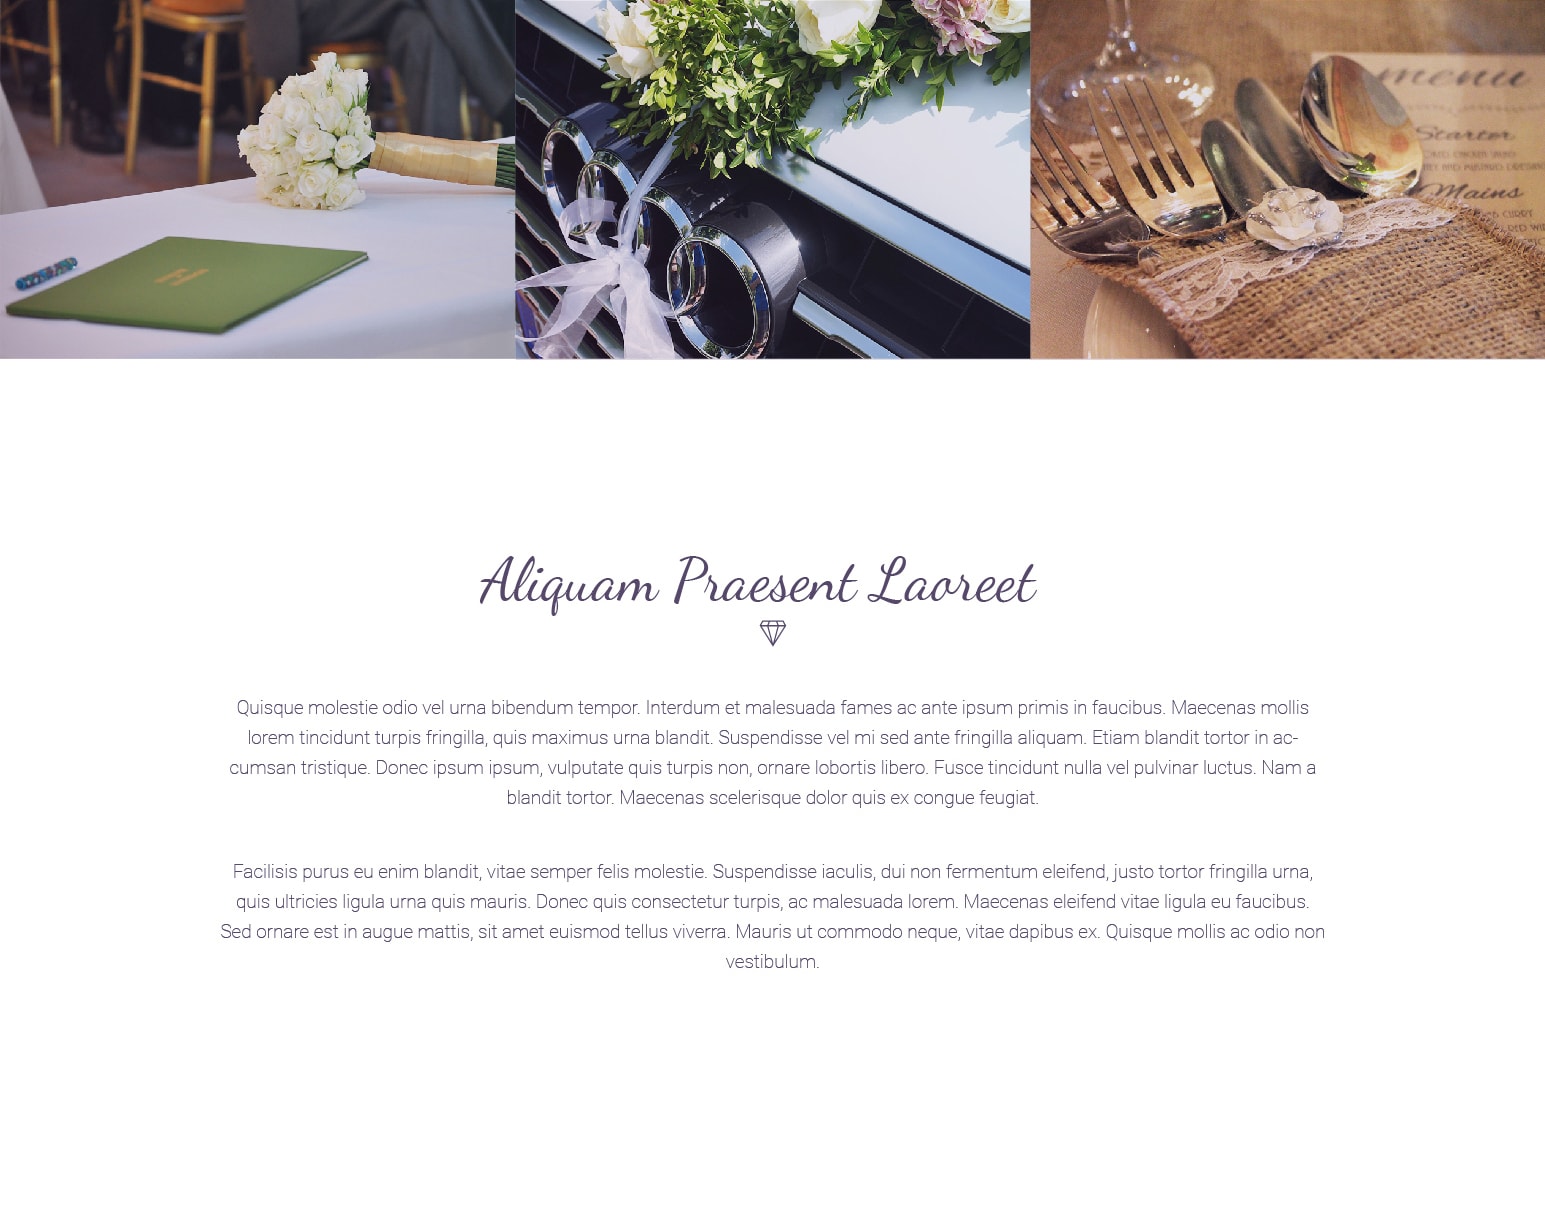 menu
Starter
Mains
Aliquam Praesent Laoreet
Quisque molestie odio vel urna bibendum tempor. Interdum et malesuada fames ac ante ipsum primis in faucibus. Maecenas mollis
lorem tincidunt turpis fringilla, quis maximus urna blandit. Suspendisse vel mi sed ante fringilla aliquam. Etiam blandit tortor in ac-
cumsan tristique. Donec ipsum ipsum, vulputate quis turpis non, ornare lobortis libero. Fusce tincidunt nulla vel pulvinar luctus. Nam a
blandit tortor. Maecenas scelerisque dolor quis ex congue feugiat.
Facilisis purus eu enim blandit, vitae semper felis molestie. Suspendisse iaculis, dui non fermentum eleifend, justo tortor fringilla urna,
quis ultricies ligula urna quis mauris. Donec quis consectetur turpis, ac malesuada lorem. Maecenas eleifend vitae ligula eu faucibus.
Sed ornare est in augue mattis, sit amet euismod tellus viverra. Mauris ut commodo neque, vitae dapibus ex. Quisque mollis ac odio non
vestibulum.